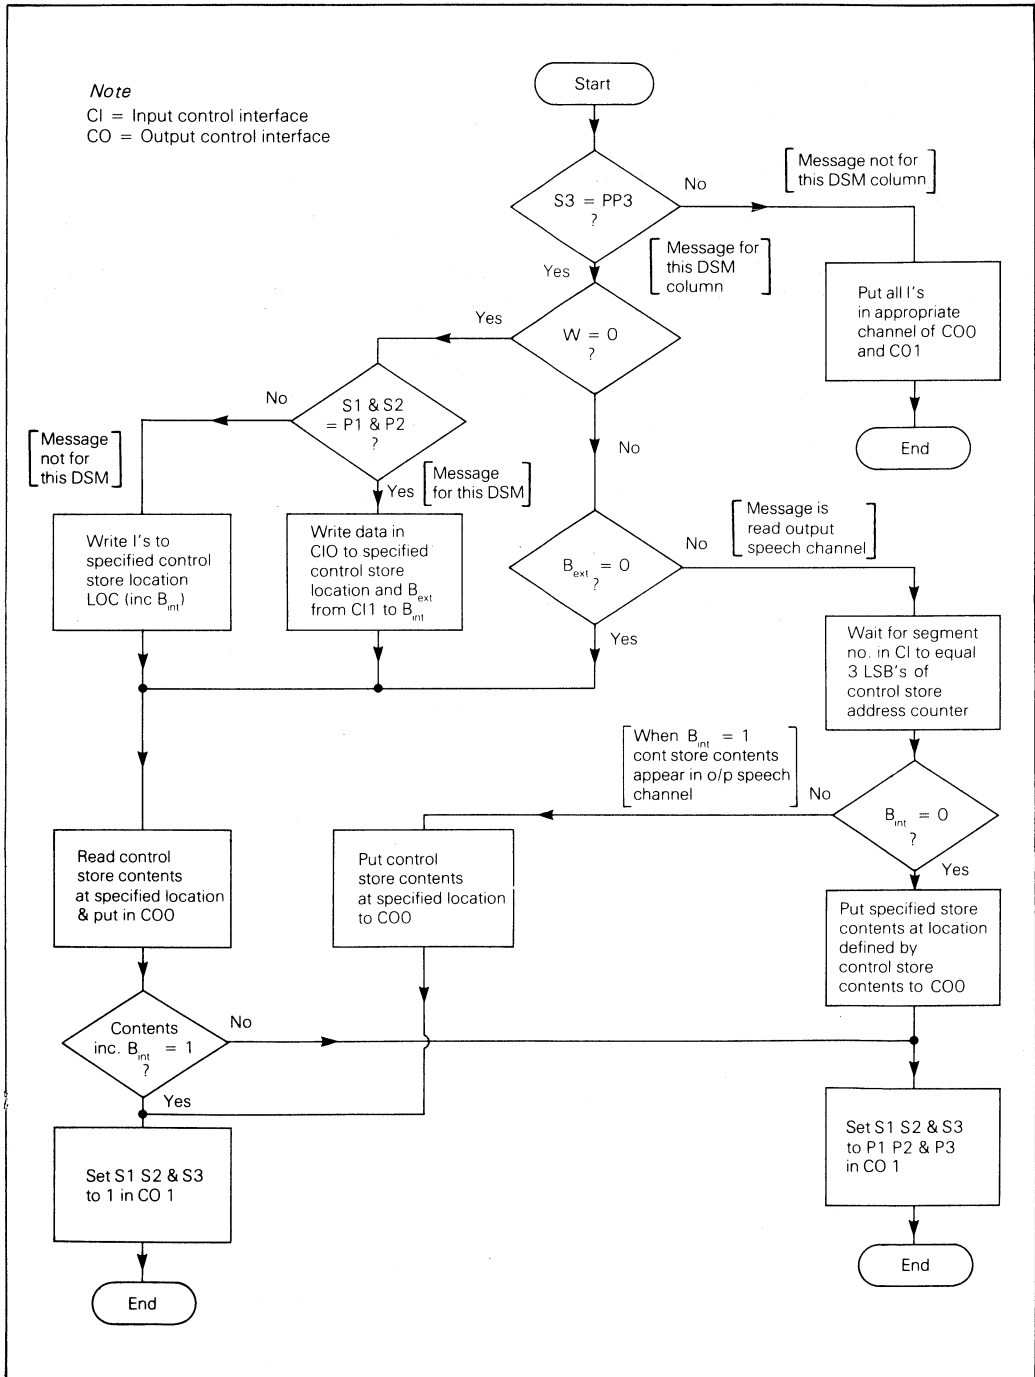 Note
CI = Input control interface
CO = Output control interface
Start
S3 = PP3
?
No
[Message not for
this DSM column]
Yes
[Message for
this DSM
column]
Put all I's
in appropriate
channel of COO
and CO1
End
W = O
?
Yes
No
S1 & S2
= P1 & P2
?
No
[Message
not for
this DSM]
Yes
[Message
for this DSM]
Write I's to
specified control
store location
LOC (inc Bint)
Write data in
CIO to specified
control store
location and Bext
from CI1 to Bint
Bext = O
?
No
[Message is
read output
speech channel]
Yes
Wait for segment
no. in CI to equal
3 LSB's of
control store
address counter
[When Bint = 1
cont store contents
appear in o/p speech
channel]
No
Bint = O
?
Yes
Read control
store contents
at specified location
& put in COO
Put control
store contents
at specified location
to COO
Put specified store
contents at location
defined by
control store
contents to COO
Contents
inc. Bint = 1
?
No
Yes
Set S1 S2 & S3
to 1 in CO 1
Set S1 S2 & S3
to P1 P2 & P3
in CO 1
End
End